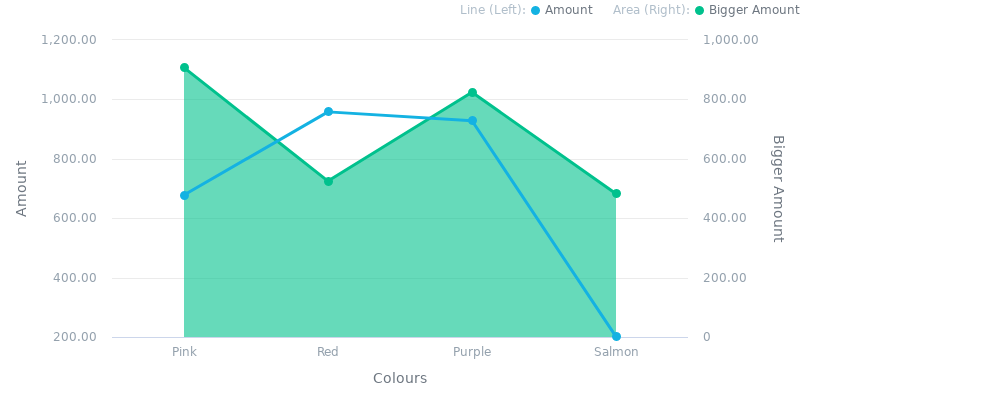 Line (Left): Amount Area (Right): Bigger Amount
1,200.00 1,000.00
1,000.00 800.00
800.00 600.00
600.00 400.00
400.00 200.00
200.00 0
Amount
Bigger Amount
Pink Red Purple Salmon
Colours